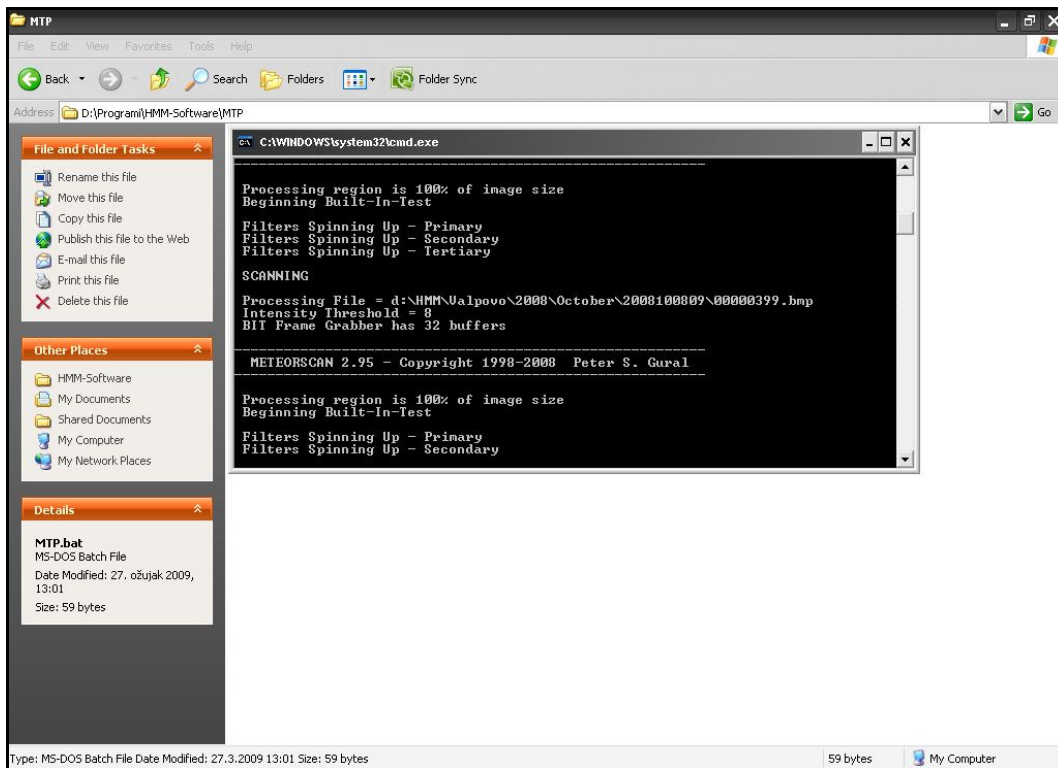 MTP
File Edit View Favorites Tools Help
Back Search Folders Folder Sync
Address D:\Programi\HMM-Software\MTP Go
File and Folder Tasks
Rename this file
Move this file
Copy this file
Publish this file to the Web
E-mail this file
Print this file
Delete this file
Other Places
HMM-Software
My Documents
Shared Documents
My Computer
My Network Places
Details
MTP.bat
MS-DOS Batch File
Date Modified: 27. ožujak 2009,
13:01
Size: 59 bytes
C:\WINDOWS\system32\cmd.exe
Processing region is 100% of image size
Beginning Built-In-Test
Filters Spinning Up - Primary
Filters Spinning Up - Secondary
Filters Spinning Up - Tertiary
SCANNING
Processing File = d:\HMM\Valpovo\2008\October\2008100809\00000399.bmp
Intensity Threshold = 8
BIT Frame Grabber has 32 buffers
METEORSCAN 2.95 - Copyright 1998-2008 Peter S. Gural
Processing region is 100% of image size
Beginning Built-In-Test
Filters Spinning Up - Primary
Filters Spinning Up - Secondary
Type: MS-DOS Batch File Date Modified: 27.3.2009 13:01 Size: 59 bytes 59 bytes My Computer